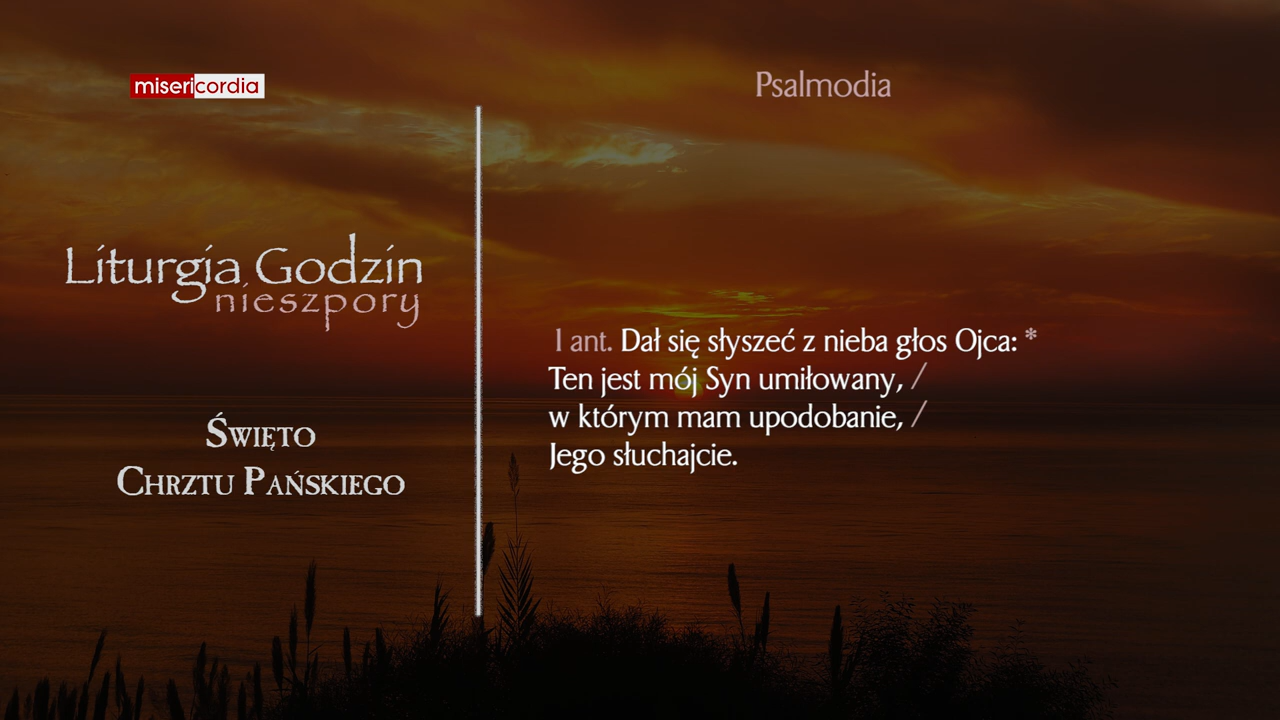 misericordia
Psalmodia
Liturgia Godzin
nieszpory
Święto
Chrztu Pańskiego
1 ant. Dał się słyszeć z nieba głos Ojca: *
Ten jest mój Syn umiłowany, /
w którym mam upodobanie, /
Jego słuchajcie.